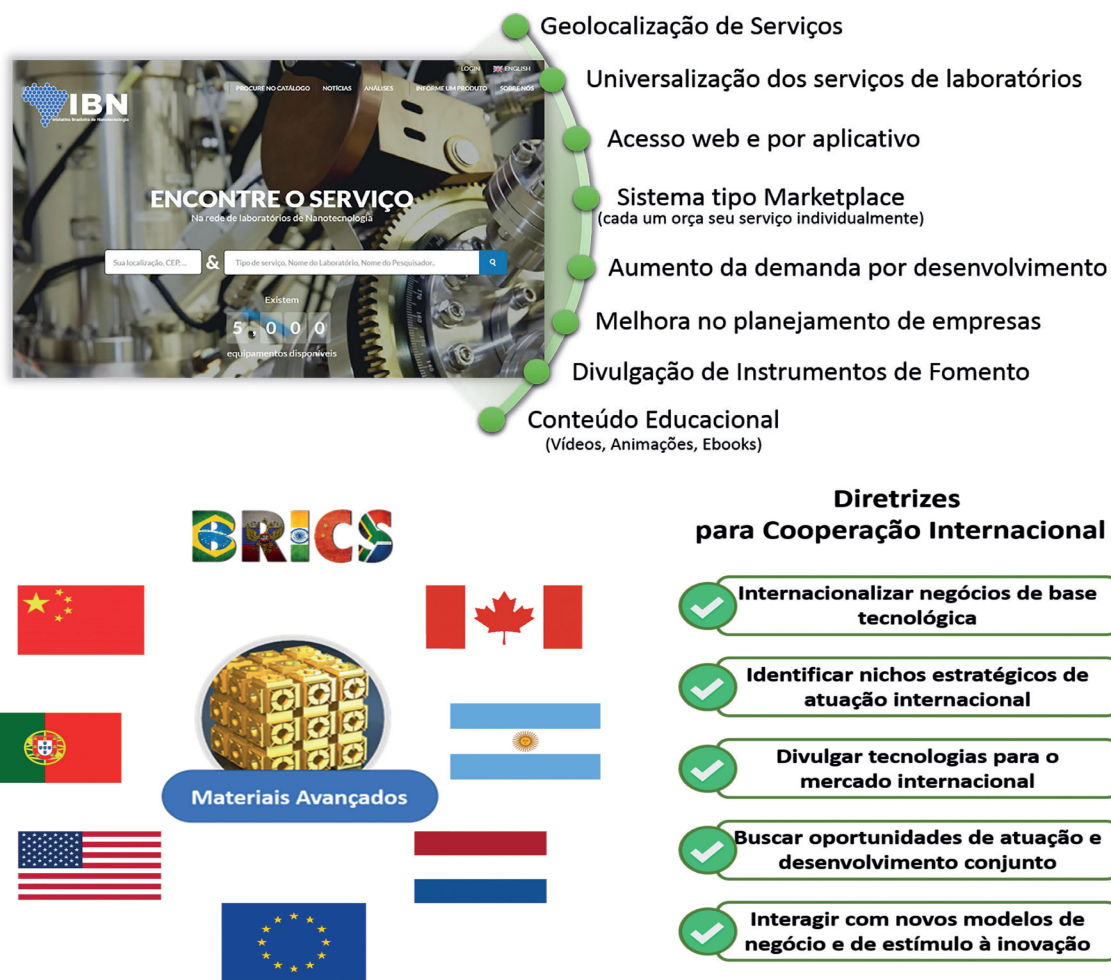 Geolocalização de Serviços
Universalização dos serviços de laboratórios
Acesso web e por aplicativo
Sistema tipo Marketplace
(cada um orça seu serviço individualmente)
Aumento da demanda por desenvolvimento
Melhora no planejamento de empresas
Divulgação de Instrumentos de Fomento
Conteúdo Educacional
(Vídeos, Animações, Ebooks)
LOGIN ENGLISH
PROCURE NO CATÁLOGO NOTÍCIAS ANÁLISES INFORME UM PRODUTO SOBRE NÓS
IBN
Iniciativa Brasileira de Nanotecnologia
ENCONTRE O SERVIÇO
Na rede de laboratórios de Nanotecnologia
Sua localização, CEP, ... & Tipo de serviço, Nome do Laboratório, Nome do Pesquisador..
Existem
5,000
equipamentos disponíveis
BRICS
Materiais Avançados
Diretrizes
para Cooperação Internacional
Internacionalizar negócios de base
tecnológica
Identificar nichos estratégicos de
atuação internacional
Divulgar tecnologias para o
mercado internacional
Buscar oportunidades de atuação e
desenvolvimento conjunto
Interagir com novos modelos de
negócio e de estímulo à inovação